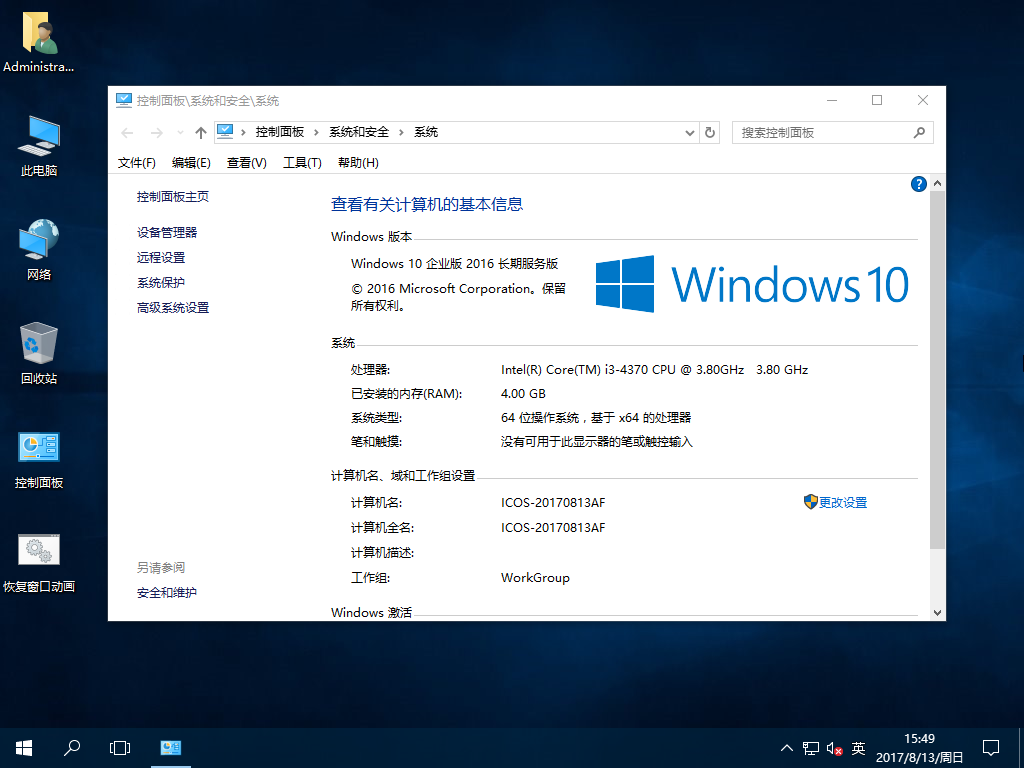 Administra...
此电脑
网络
回收站
控制面板
恢复窗口动画
控制面板\系统和安全\系统
控制面板 › 系统和安全 › 系统
搜索控制面板
文件(F) 编辑(E) 查看(V) 工具(T) 帮助(H)
控制面板主页
设备管理器
远程设置
系统保护
高级系统设置
另请参阅
安全和维护
查看有关计算机的基本信息
Windows 版本
Windows 10 企业版 2016 长期服务版
© 2016 Microsoft Corporation。保留
所有权利。
Windows 10
系统
处理器: Intel(R) Core(TM) i3-4370 CPU @ 3.80GHz 3.80 GHz
已安装的内存(RAM): 4.00 GB
系统类型: 64 位操作系统，基于 x64 的处理器
笔和触摸: 没有可用于此显示器的笔或触控输入
计算机名、域和工作组设置
计算机名: ICOS-20170813AF 更改设置
计算机全名: ICOS-20170813AF
计算机描述:
工作组: WorkGroup
Windows 激活
英
15:49
2017/8/13/周日